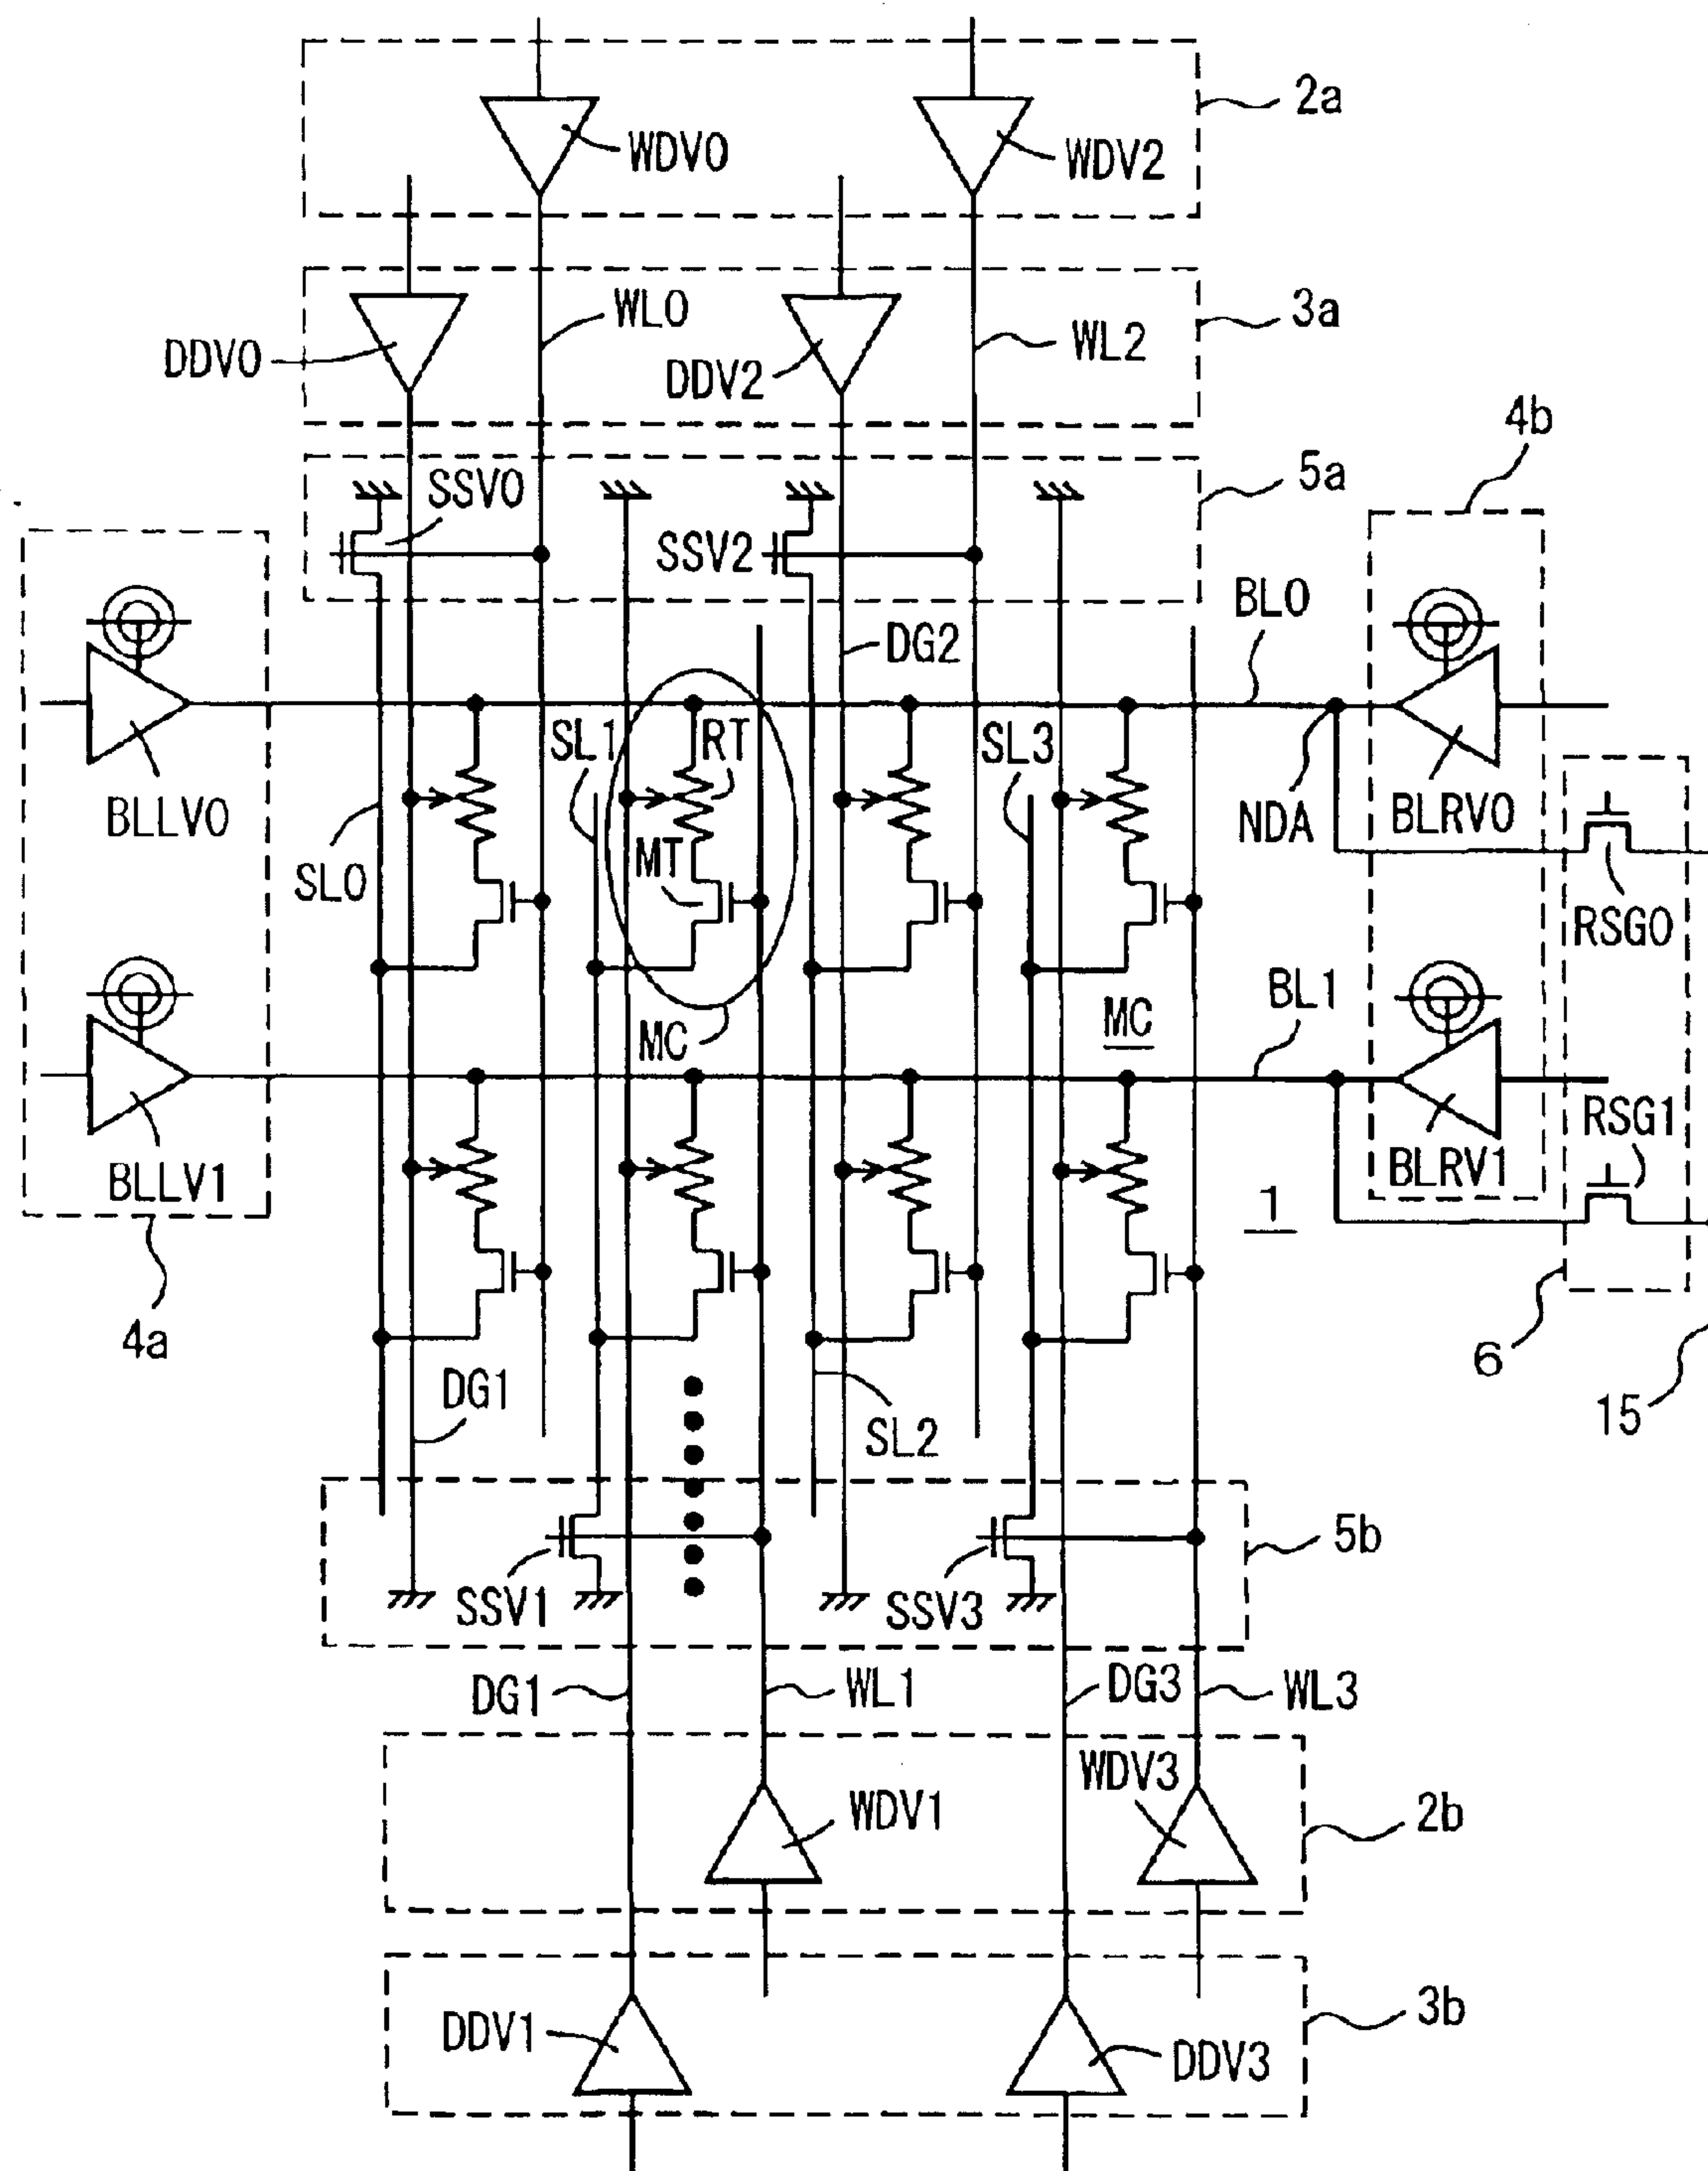 2a
WDV0
WDV2
WL0
3a
DDV0
WL2
DDV2
4b
SSV0
5a
SSV2
BL0
DG2
SL1
RT
SL3
BLLV0
NDA
BLRV0
MT
SL0
RSG0
BL1
MC
MC
RSG1
BLLV1
BLRV1
1
4a
6
DG1
15
SL2
5b
SSV1
SSV3
DG1
WL1
DG3
WL3
WDV3
WDV1
2b
3b
DDV1
DDV3